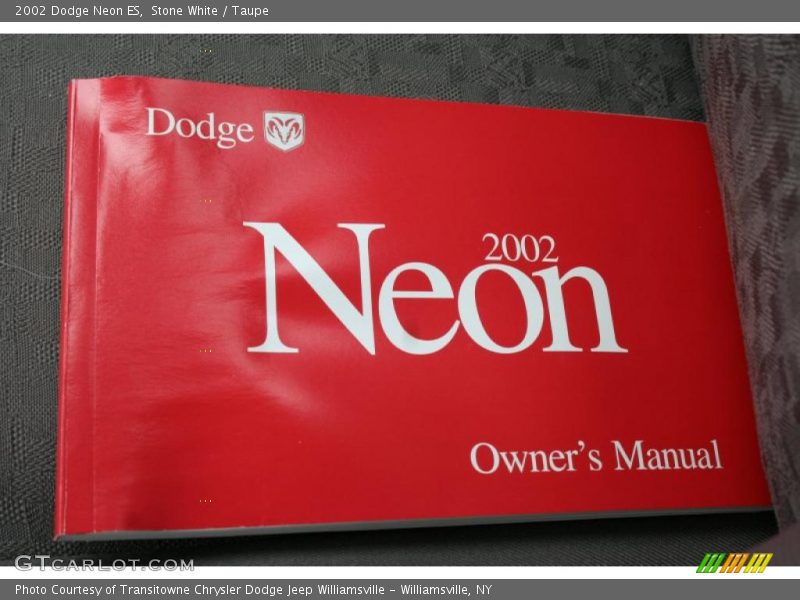 2002 Dodge Neon ES, Stone White / Taupe
Dodge
2002
Neon
Owner's Manual
GTCARLOT.COM
Photo Courtesy of Transitowne Chrysler Dodge Jeep Williamsville - Williamsville, NY